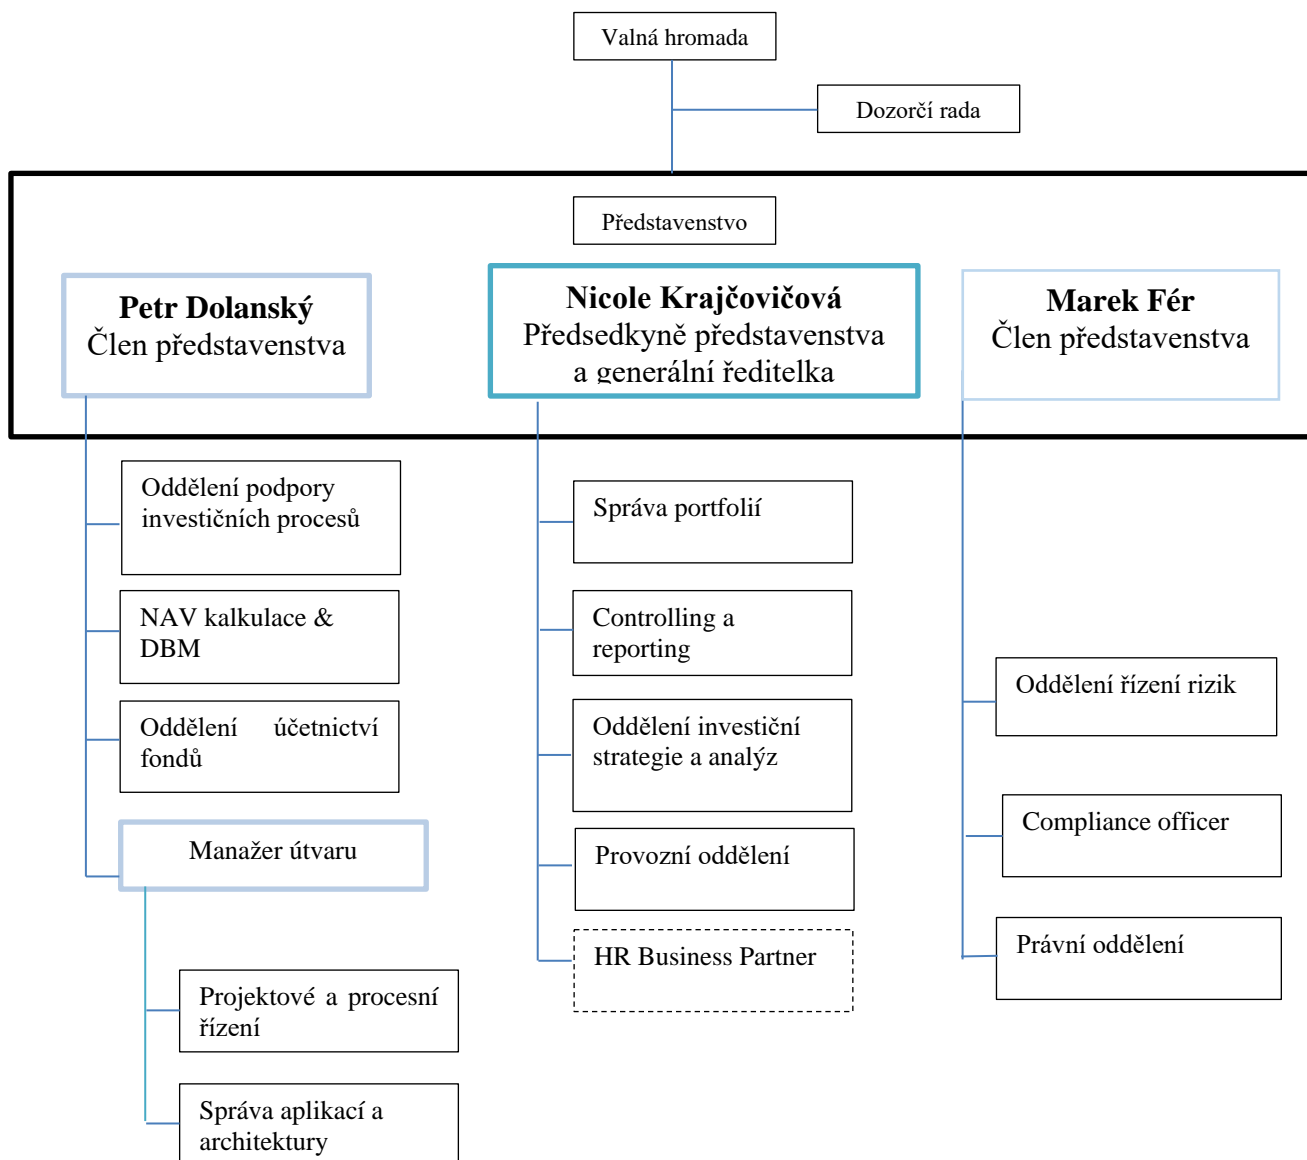 Valná hromada
Dozorčí rada
Představenstvo
Petr Dolanský
Člen představenstva
Nicole Krajčovičová
Předsedkyně představenstva
a generální ředitelka
Marek Fér
Člen představenstva
Oddělení podpory
investičních procesů
NAV kalkulace &
DBM
Oddělení účetnictví
fondů
Manažer útvaru
Projektové a procesní
řízení
Správa aplikací a
architektury
Správa portfolií
Controlling a
reporting
Oddělení investiční
strategie a analýz
Provozní oddělení
HR Business Partner
Oddělení řízení rizik
Compliance officer
Právní oddělení